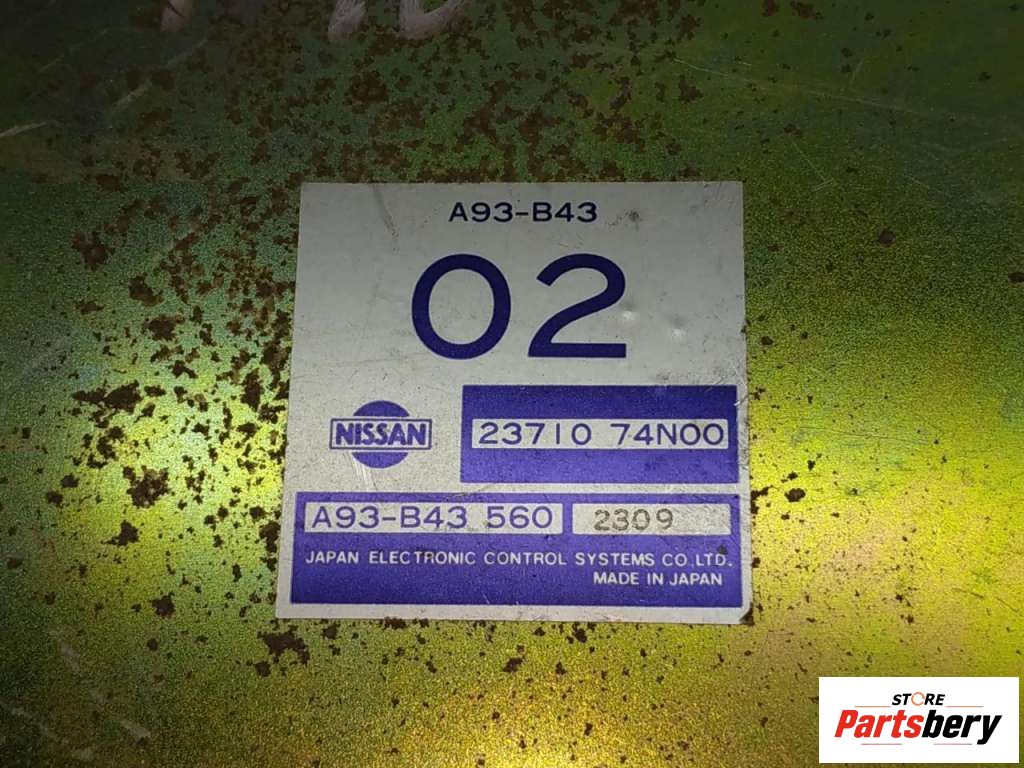 A93-B43
02
NISSAN
23710 74N00
A93-B43 560 2309
JAPAN ELECTRONIC CONTROL SYSTEMS CO.,LTD.
MADE IN JAPAN
STORE
Partsbery